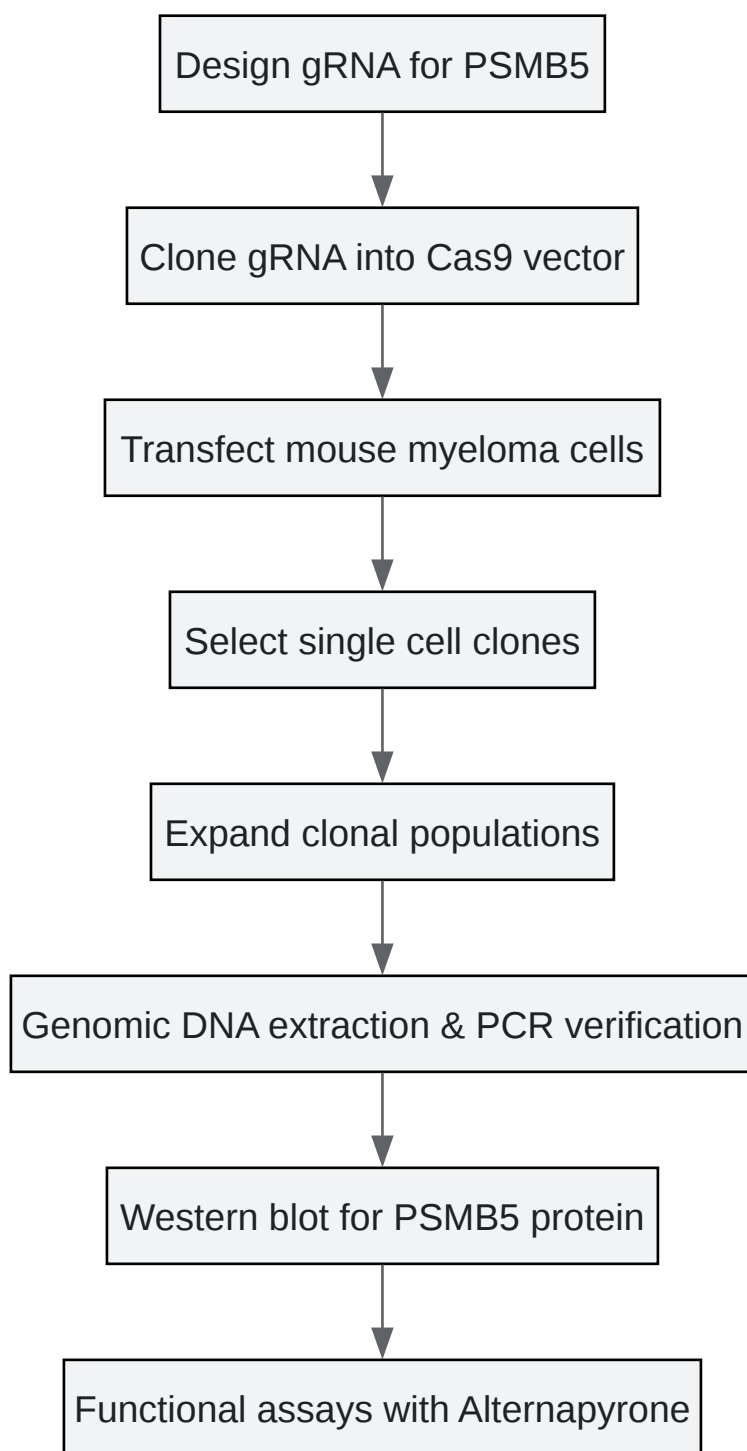 Design gRNA for PSMB5
Clone gRNA into Cas9 vector
Transfect mouse myeloma cells
Select single cell clones
Expand clonal populations
Genomic DNA extraction & PCR verification
Western blot for PSMB5 protein
Functional assays with Alternapyrone